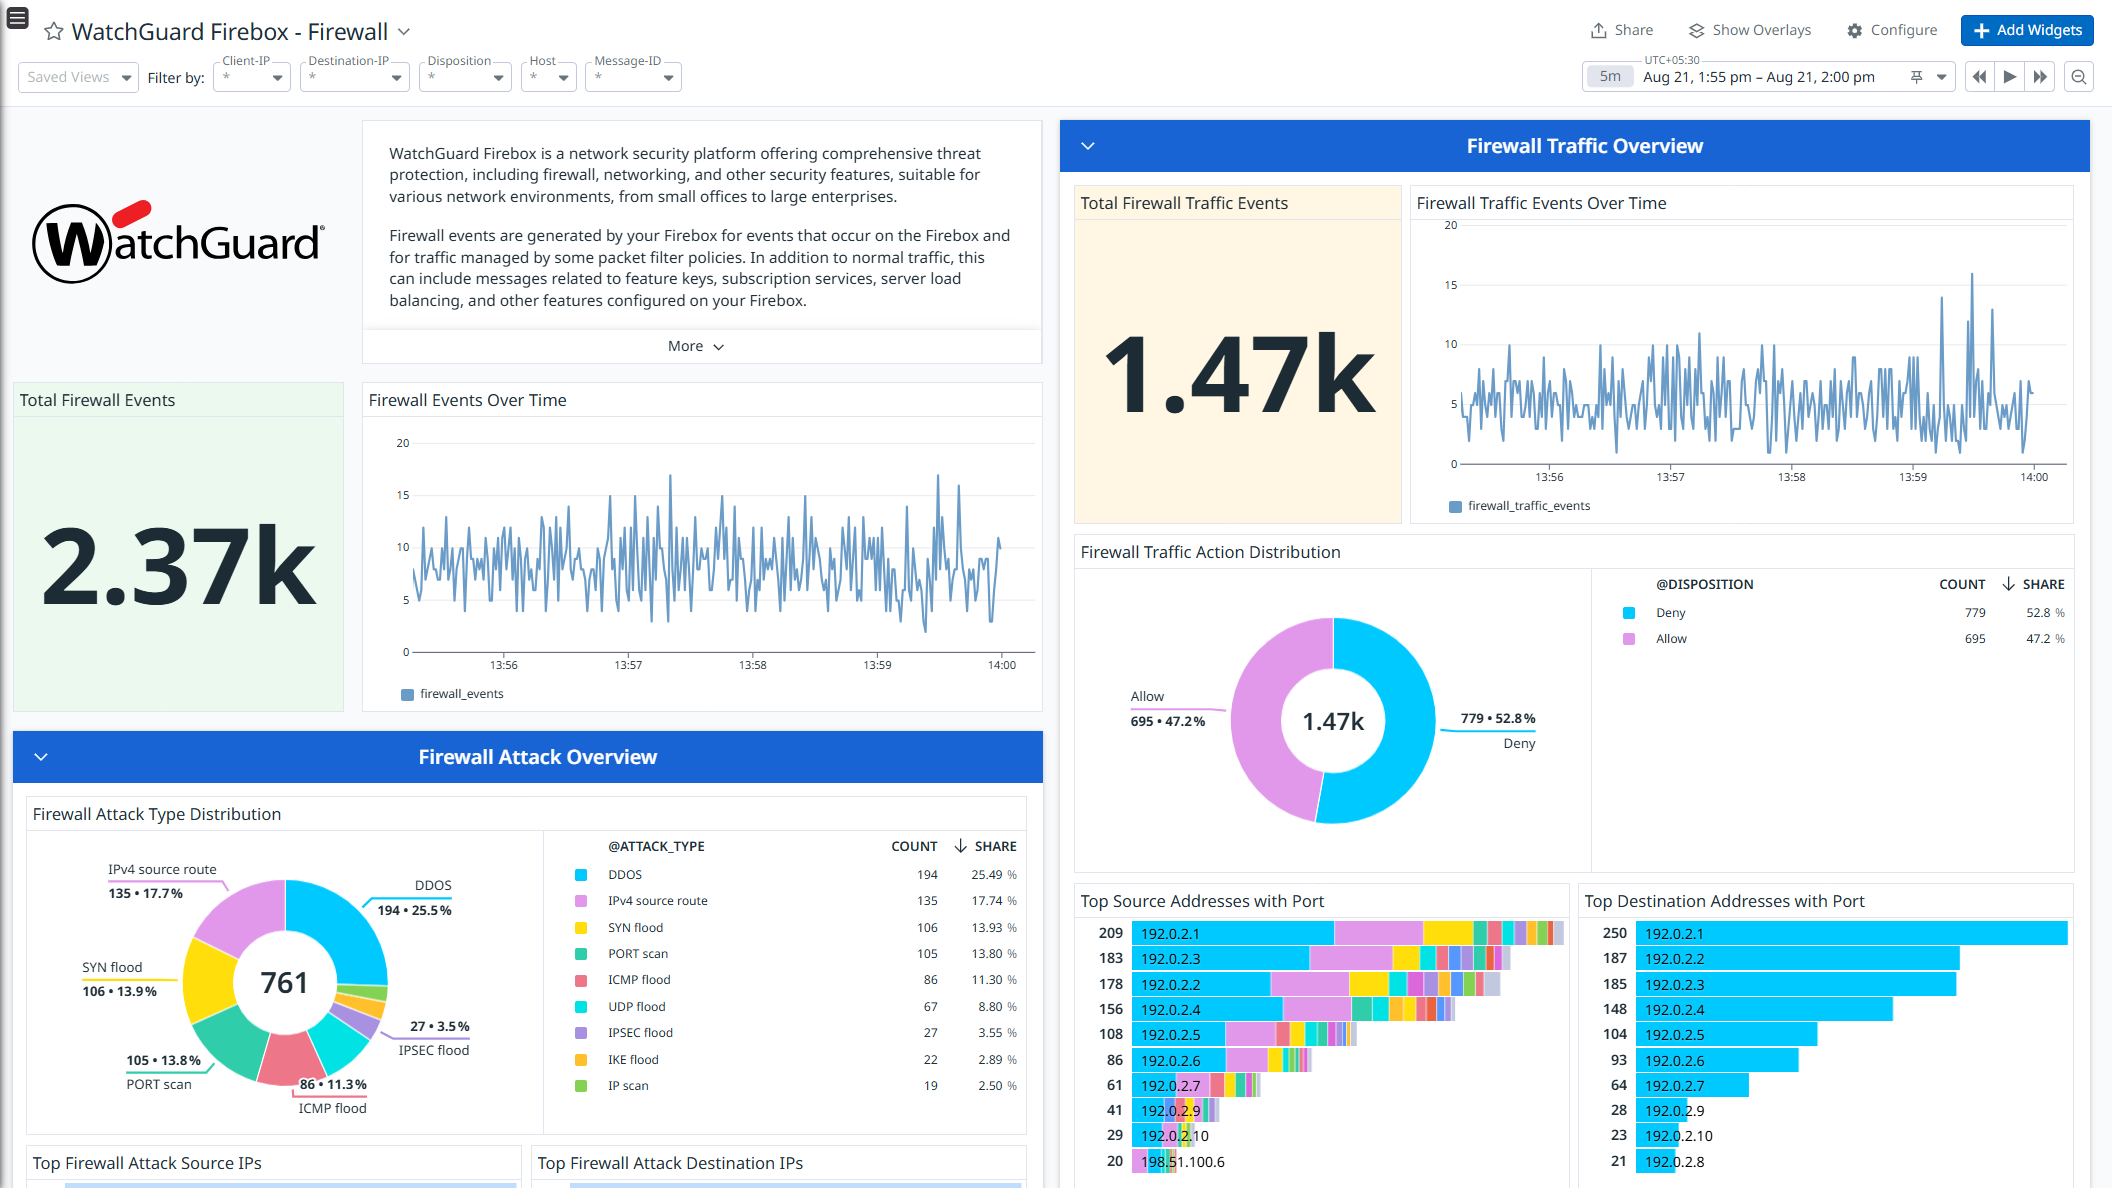 WatchGuard Firebox - Firewall
Share
Show Overlays
Configure
Add Widgets
Saved Views
Filter by:
Client-IP
*
Destination-IP
*
Disposition
*
Host
*
Message-ID
*
UTC+05:30
5m
Aug 21, 1:55 pm – Aug 21, 2:00 pm
WatchGuard®
WatchGuard Firebox is a network security platform offering comprehensive threat
protection, including firewall, networking, and other security features, suitable for
various network environments, from small offices to large enterprises.
Firewall events are generated by your Firebox for events that occur on the Firebox and
for traffic managed by some packet filter policies. In addition to normal traffic, this
can include messages related to feature keys, subscription services, server load
balancing, and other features configured on your Firebox.
More
Total Firewall Events
2.37k
Firewall Events Over Time
20
15
10
5
0
13:56
13:57
13:58
13:59
14:00
firewall_events
Firewall Attack Overview
Firewall Attack Type Distribution
IPv4 source route
135 • 17.7%
DDOS
194 • 25.5%
SYN flood
106 • 13.9%
761
27 • 3.5%
IPSEC flood
105 • 13.8%
PORT scan
86 • 11.3%
ICMP flood
@ATTACK_TYPE COUNT SHARE
DDOS 194 25.49 %
IPv4 source route 135 17.74 %
SYN flood 106 13.93 %
PORT scan 105 13.80 %
ICMP flood 86 11.30 %
UDP flood 67 8.80 %
IPSEC flood 27 3.55 %
IKE flood 22 2.89 %
IP scan 19 2.50 %
Top Firewall Attack Source IPs
Top Firewall Attack Destination IPs
Firewall Traffic Overview
Total Firewall Traffic Events
1.47k
Firewall Traffic Events Over Time
20
15
10
5
0
13:56
13:57
13:58
13:59
14:00
firewall_traffic_events
Firewall Traffic Action Distribution
Allow
695 • 47.2%
1.47k
779 • 52.8%
Deny
@DISPOSITION COUNT SHARE
Deny 779 52.8 %
Allow 695 47.2 %
Top Source Addresses with Port
209 192.0.2.1
183 192.0.2.3
178 192.0.2.2
156 192.0.2.4
108 192.0.2.5
86 192.0.2.6
61 192.0.2.7
41 192.0.2.9
29 192.0.2.10
20 198.51.100.6
Top Destination Addresses with Port
250 192.0.2.1
187 192.0.2.2
185 192.0.2.3
148 192.0.2.4
104 192.0.2.5
93 192.0.2.6
64 192.0.2.7
28 192.0.2.9
23 192.0.2.10
21 192.0.2.8